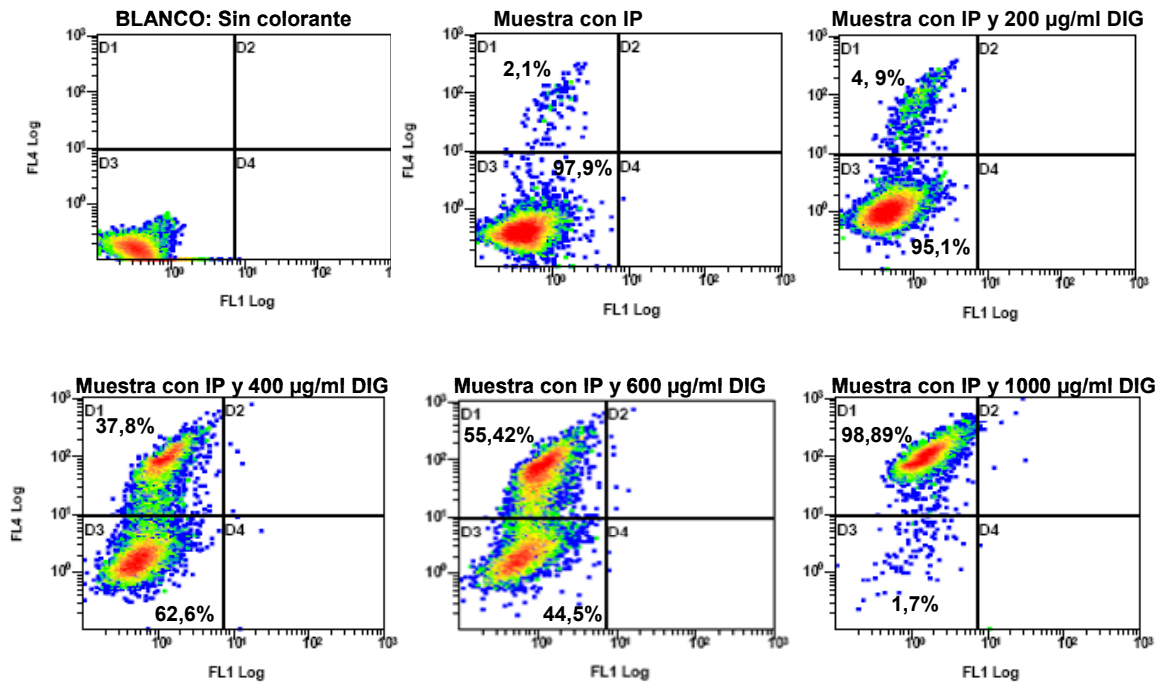 BLANCO: Sin colorante
10³
D1
D2
10²
10¹
D3
D4
10⁰
10⁰
10¹
10²
1
FL4 Log
FL1 Log
Muestra con IP
10³
D1
D2
2,1%
10²
10¹
D3
97,9%
D4
10⁰
10⁰
10¹
10²
10³
FL4 Log
FL1 Log
Muestra con IP y 200 µg/ml DIG
10³
D1
D2
4, 9%
10²
10¹
D3
D4
10⁰
95,1%
10⁰
10¹
10²
10³
FL4 Log
FL1 Log
Muestra con IP y 400 µg/ml DIG
10³
D1
D2
37,8%
10²
10¹
D3
D4
10⁰
62,6%
10⁰
10¹
10²
10³
FL4 Log
FL1 Log
Muestra con IP y 600 µg/ml DIG
10³
D1
D2
55,42%
10²
10¹
D3
D4
10⁰
44,5%
10⁰
10¹
10²
10³
FL1 Log
Muestra con IP y 1000 µg/ml DIG
10³
D1
D2
98,89%
10²
10¹
D3
D4
10⁰
1,7%
10⁰
10¹
10²
10³
FL1 Log